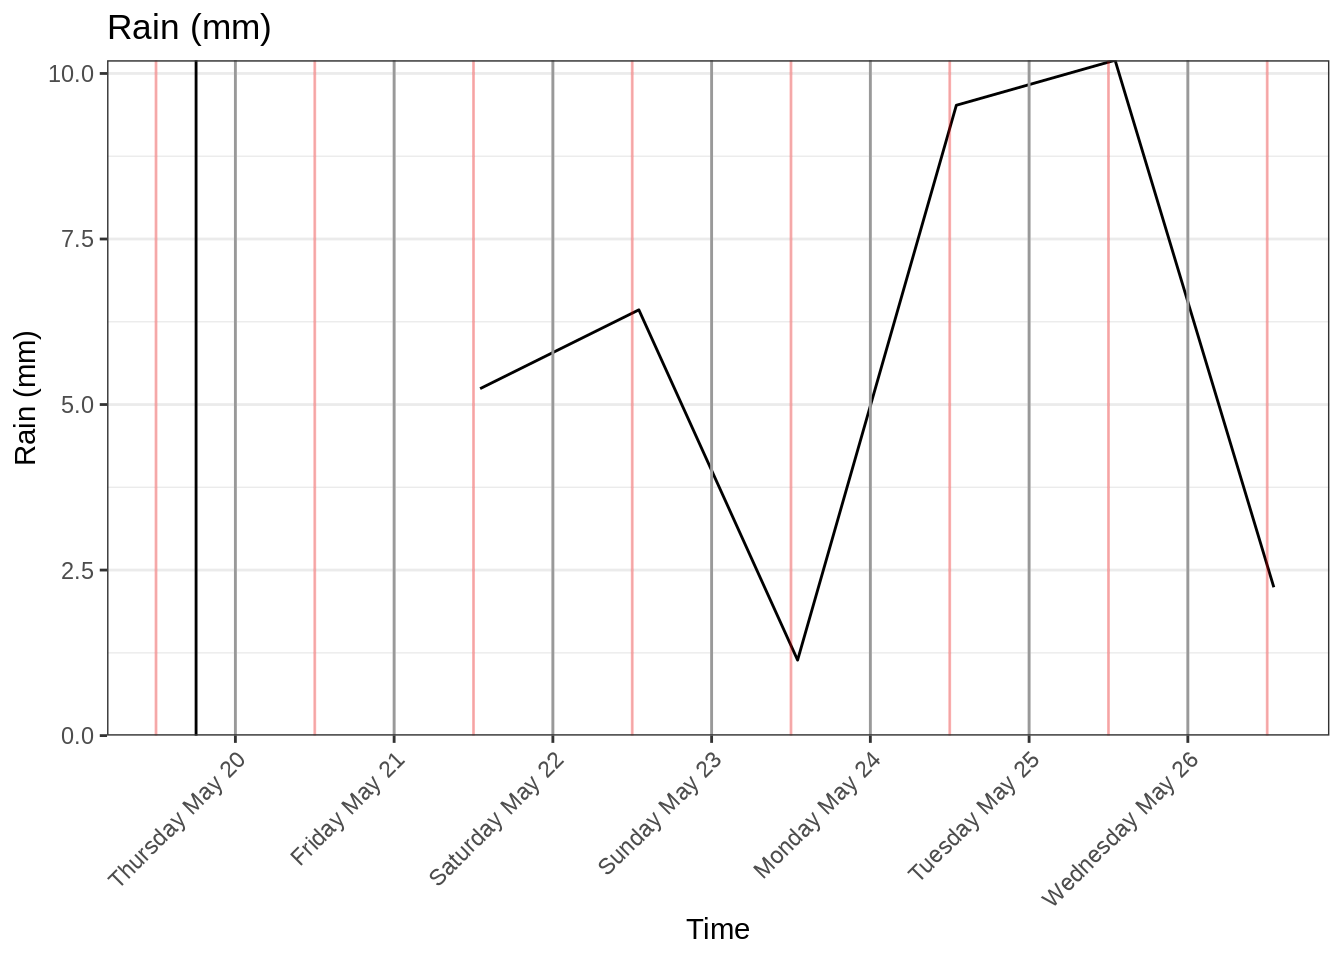 Rain (mm)
10.0
7.5
5.0
2.5
0.0
Rain (mm)
Thursday May 20
Friday May 21
Saturday May 22
Sunday May 23
Monday May 24
Tuesday May 25
Wednesday May 26
Time